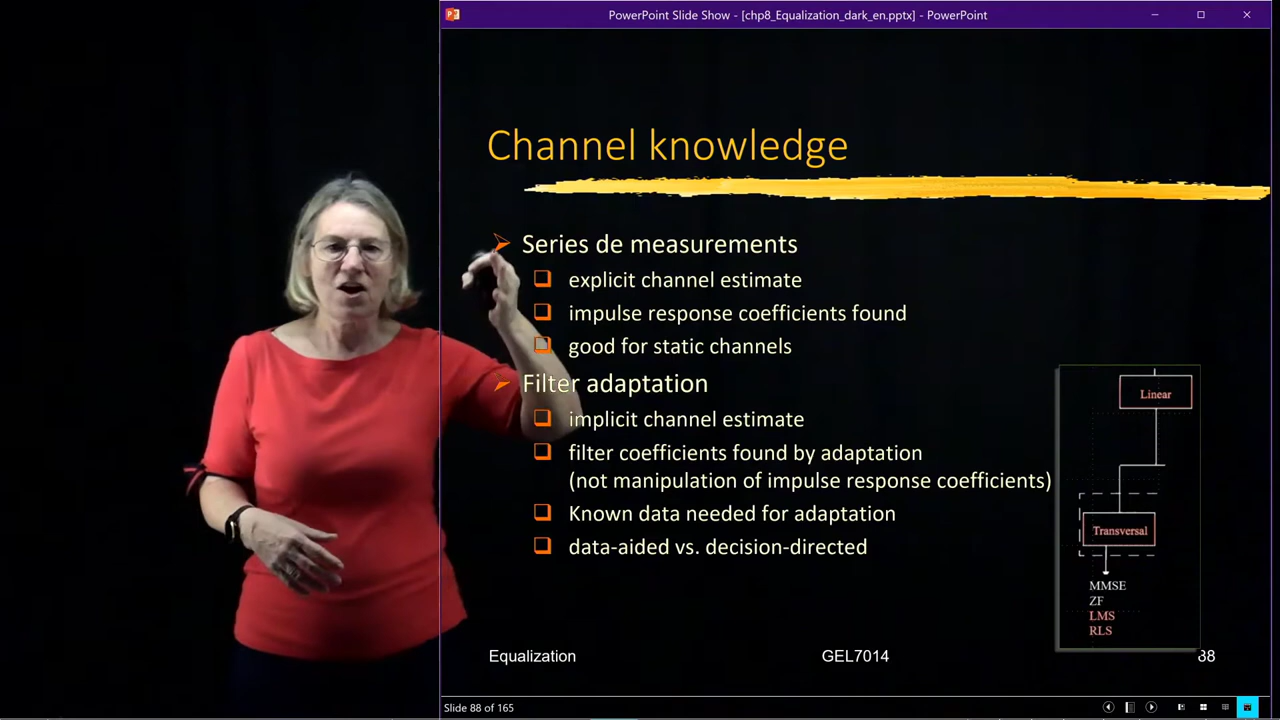 PowerPoint Slide Show - [chp8_Equalization_dark_en.pptx] - PowerPoint
Channel knowledge
Series de measurements
explicit channel estimate
impulse response coefficients found
good for static channels
Filter adaptation
implicit channel estimate
filter coefficients found by adaptation
(not manipulation of impulse response coefficients)
Known data needed for adaptation
data-aided vs. decision-directed
Linear
Transversal
MMSE
ZF
LMS
RLS
Equalization
GEL7014
88
Slide 88 of 165